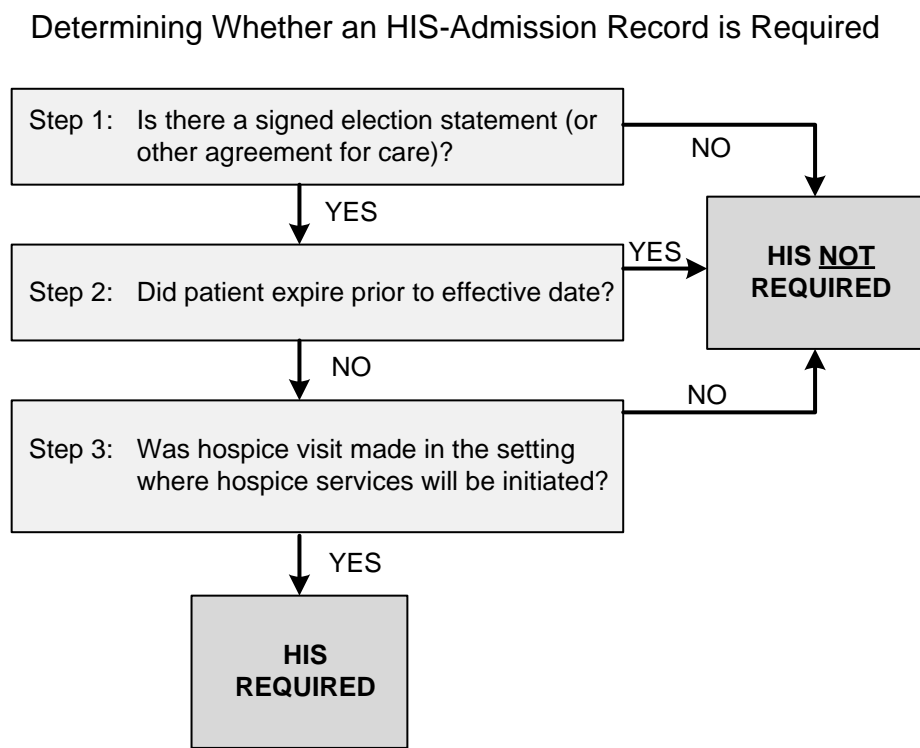 Determining Whether an HIS-Admission Record is Required
Step 1: Is there a signed election statement (or
other agreement for care)?
NO
YES
HIS NOT
REQUIRED
YES
Step 2: Did patient expire prior to effective date?
NO
NO
Step 3: Was hospice visit made in the setting
where hospice services will be initiated?
YES
HIS
REQUIRED